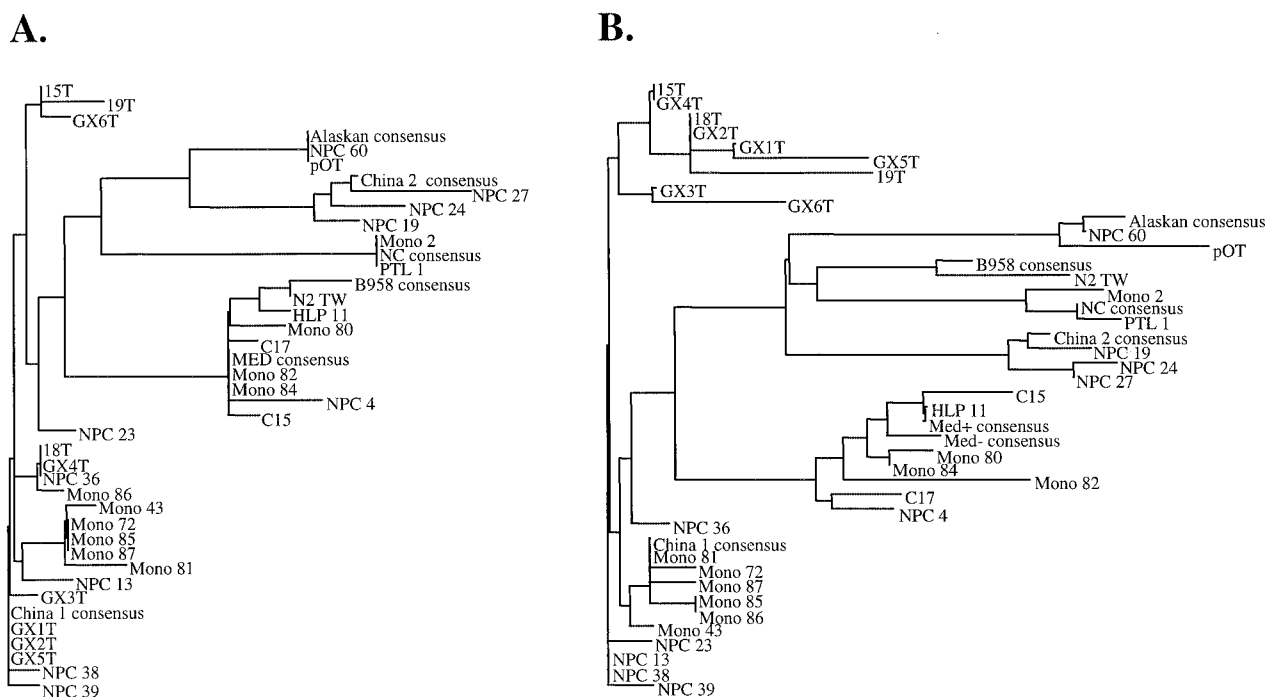 A.
15T
19T
GX6T
Alaskan consensus
NPC 60
pOT
China 2 consensus
NPC 27
NPC 24
NPC 19
Mono 2
NC consensus
PTL 1
B958 consensus
N2 TW
HLP 11
Mono 80
C17
MED consensus
Mono 82
Mono 84
NPC 4
C15
NPC 23
18T
GX4T
NPC 36
Mono 86
Mono 43
Mono 72
Mono 85
Mono 87
Mono 81
NPC 13
GX3T
China 1 consensus
GX1T
GX2T
GX5T
NPC 38
NPC 39
B.
15T
GX4T
18T
GX2T
GX1T
GX5T
19T
GX3T
GX6T
Alaskan consensus
NPC 60
pOT
B958 consensus
N2 TW
Mono 2
NC consensus
PTL 1
China 2 consensus
NPC 19
NPC 24
NPC 27
C15
HLP 11
Med+ consensus
Med- consensus
Mono 80
Mono 84
Mono 82
C17
NPC 4
NPC 36
China 1 consensus
Mono 81
Mono 72
Mono 87
Mono 85
Mono 86
Mono 43
NPC 23
NPC 13
NPC 38
NPC 39